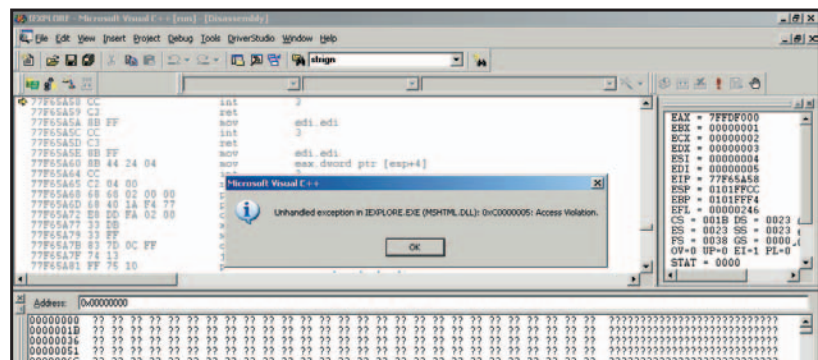 IEXPLORE - Microsoft Visual C++ [run] - [Disassembly]
File Edit View Insert Project Debug Tools DriverStudio Window Help
strign
77F65A58 CC int 3
77F65A59 C3 ret
77F65A5A 8B FF mov edi,edi
77F65A5C CC int 3
77F65A5D C3 ret
77F65A5E 8B FF mov edi,edi
77F65A60 8B 44 24 04 mov eax,dword ptr [esp+4]
77F65A64 CC int
77F65A65 C2 04 00
77F65A68 68 68 02 00 00
77F65A6D 68 40 1A F4 77
77F65A72 E8 DD FA 02 00
77F65A77 33 DB
77F65A79 33 FF
77F65A7B 83 7D 0C FF
77F65A7F 74 13
77F65A81 FF 75 10
Microsoft Visual C++
Unhandled exception in IEXPLORE.EXE (MSHTML.DLL): 0xC0000005: Access Violation.
OK
EAX = 7FFDF000
EBX = 00000001
ECX = 00000002
EDX = 00000003
ESI = 00000004
EDI = 00000005
EIP = 77F65A58
ESP = 0101FFCC
EBP = 0101FFF4
EFL = 00000246
CS = 001B DS = 0023
ES = 0023 SS = 0023
FS = 0038 GS = 0000
OV=0 UP=0 EI=1 PL=0
STAT = 0000
Address: 0x00000000
00000000 ?? ?? ?? ?? ?? ?? ?? ?? ?? ?? ?? ?? ?? ?? ?? ?? ?? ?? ?? ?? ?? ?? ?? ?? ?? ?? ?? ???????????????????????????
0000001B ?? ?? ?? ?? ?? ?? ?? ?? ?? ?? ?? ?? ?? ?? ?? ?? ?? ?? ?? ?? ?? ?? ?? ?? ?? ?? ?? ???????????????????????????
00000036 ?? ?? ?? ?? ?? ?? ?? ?? ?? ?? ?? ?? ?? ?? ?? ?? ?? ?? ?? ?? ?? ?? ?? ?? ?? ?? ?? ???????????????????????????
00000051 ?? ?? ?? ?? ?? ?? ?? ?? ?? ?? ?? ?? ?? ?? ?? ?? ?? ?? ?? ?? ?? ?? ?? ?? ?? ?? ?? ???????????????????????????